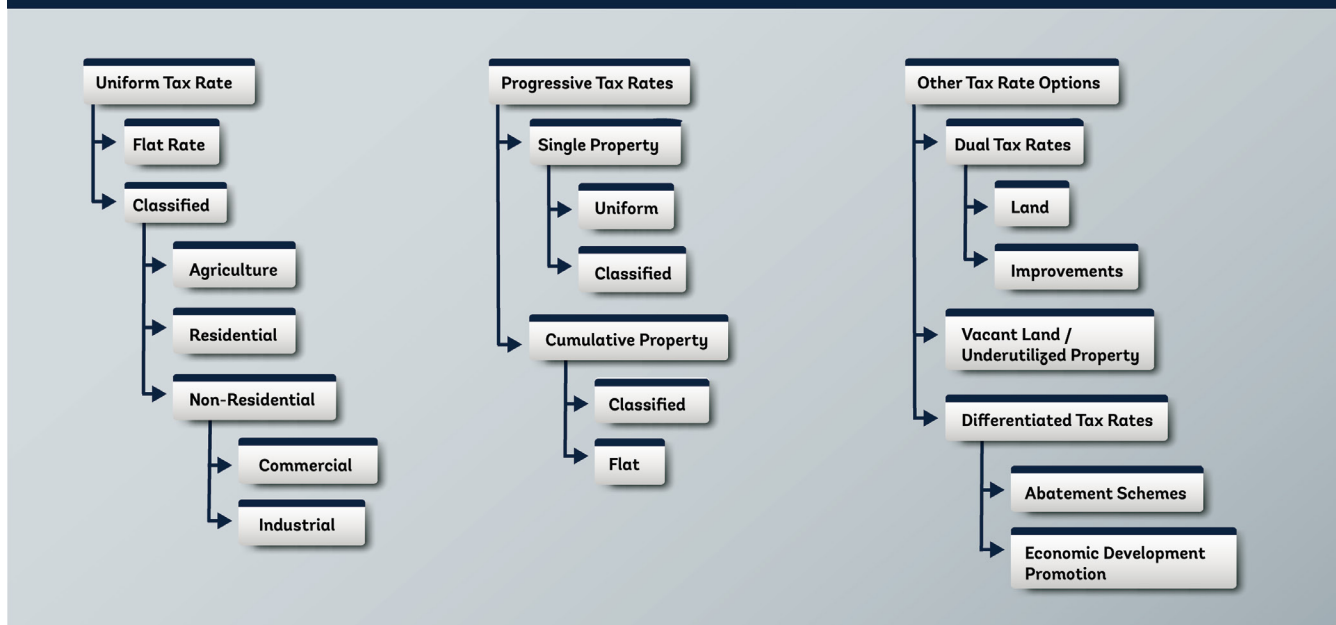 Uniform Tax Rate
Flat Rate
Classified
Agriculture
Residential
Non-Residential
Commercial
Industrial
Progressive Tax Rates
Single Property
Uniform
Classified
Cumulative Property
Classified
Flat
Other Tax Rate Options
Dual Tax Rates
Land
Improvements
Vacant Land /
Underutilized Property
Differentiated Tax Rates
Abatement Schemes
Economic Development
Promotion